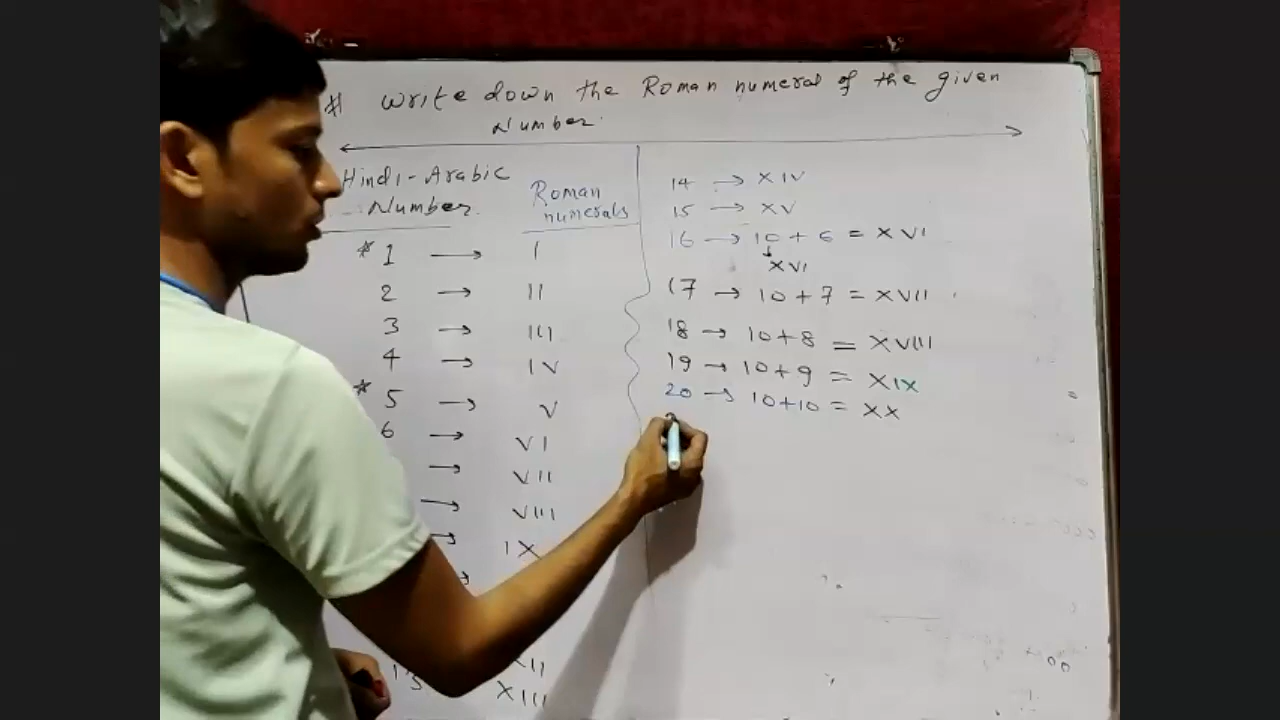 * Write down the Roman numeral of the given
Number.
Hindi-Arabic
Number.
Roman
numerals
* 1 → I
2 → II
3 → III
4 → IV
* 5 → V
6 → VI
→ VII
→ VIII
→ IX
→
XII
13 XIII
14 → XIV
15 → XV
16 → 10 + 6 = XVI
↓
XVI
17 → 10 + 7 = XVII
18 → 10+8 = XVIII
19 → 10+9 = XIX
20 → 10+10 = XX